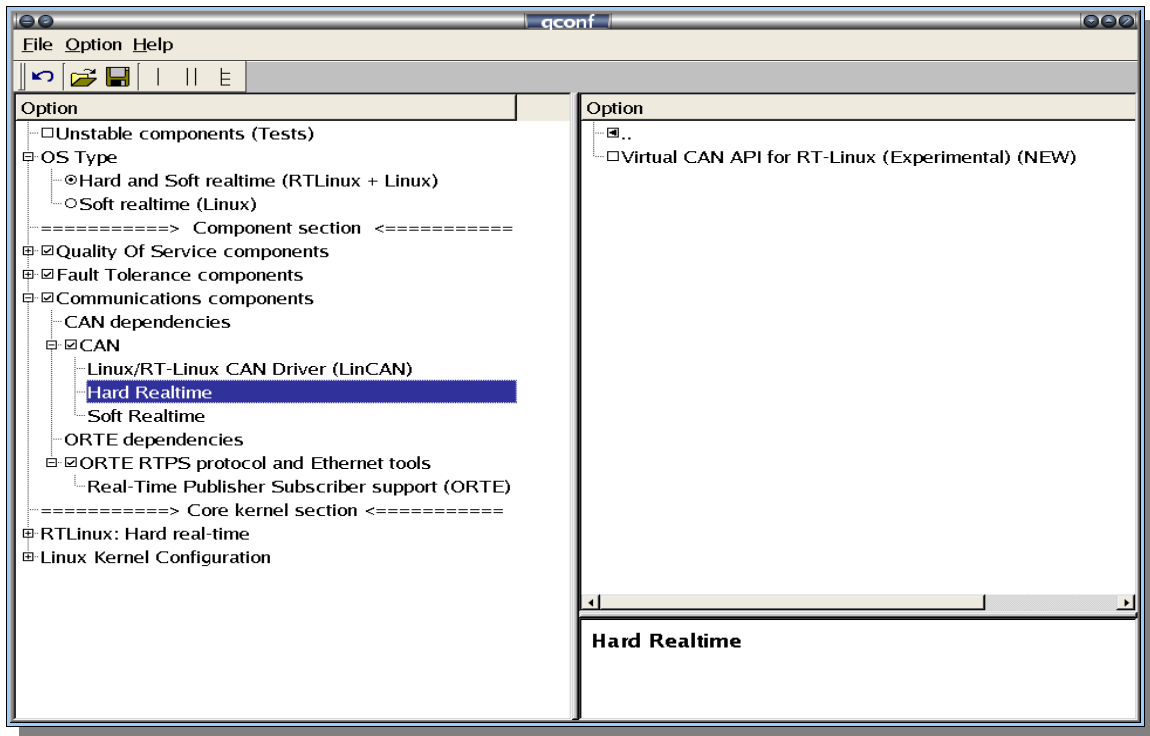 qconf
File Option Help
Option
Unstable components (Tests)
OS Type
Hard and Soft realtime (RTLinux + Linux)
Soft realtime (Linux)
===========> Component section <===========
Quality Of Service components
Fault Tolerance components
Communications components
CAN dependencies
CAN
Linux/RT-Linux CAN Driver (LinCAN)
Hard Realtime
Soft Realtime
ORTE dependencies
ORTE RTPS protocol and Ethernet tools
Real-Time Publisher Subscriber support (ORTE)
===========> Core kernel section <===========
RTLinux: Hard real-time
Linux Kernel Configuration
Option
..
Virtual CAN API for RT-Linux (Experimental) (NEW)
Hard Realtime